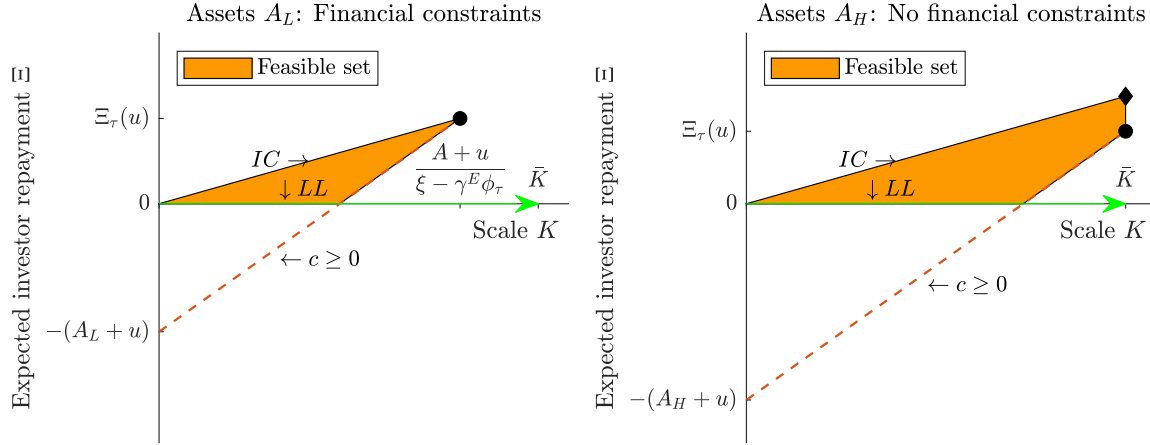 Assets A_L: Financial constraints
Expected investor repayment Ξ [I]
Feasible set
Ξ_τ(u)
IC →
↓ LL
A + u
ξ − γ^E ϕ_τ
K̄
0
Scale K
← c ≥ 0
−(A_L + u)
Assets A_H: No financial constraints
Expected investor repayment Ξ [I]
Feasible set
Ξ_τ(u)
IC →
↓ LL
K̄
0
Scale K
← c ≥ 0
−(A_H + u)